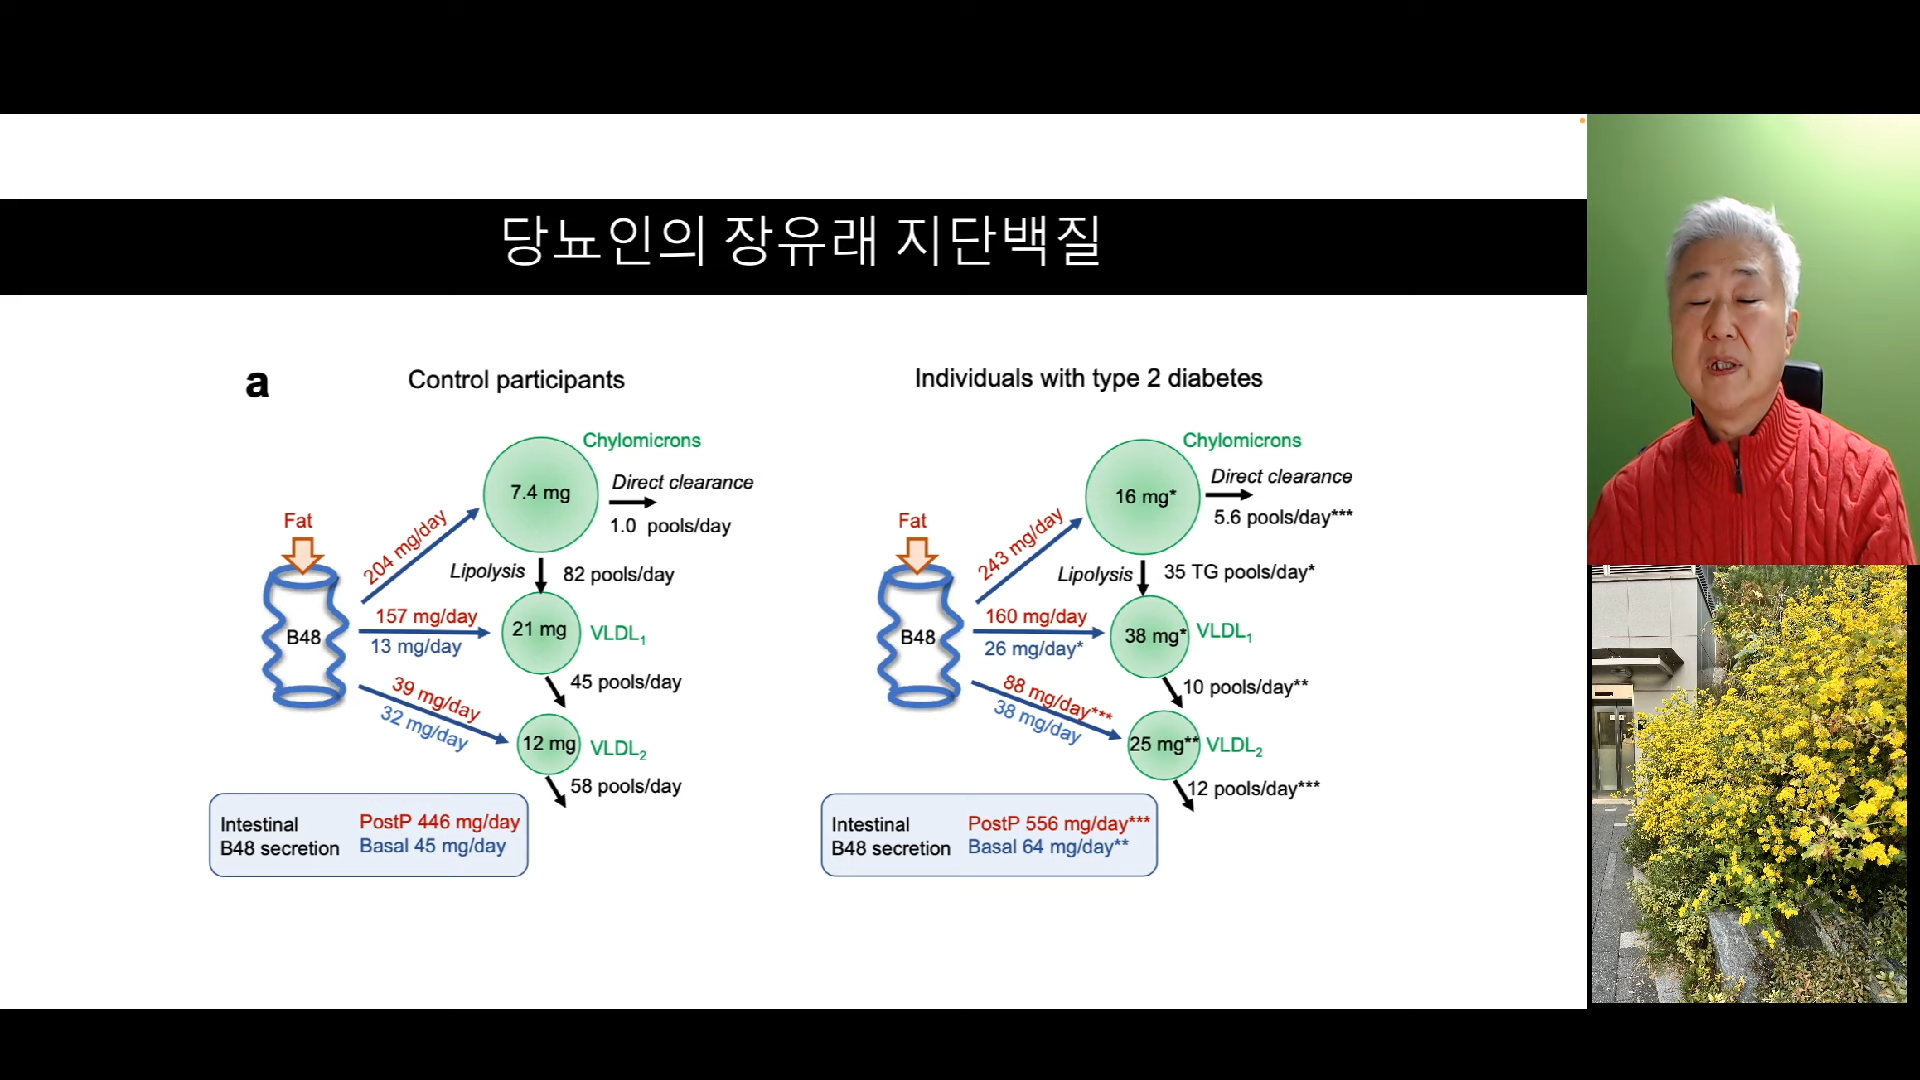 당뇨인의 장유래 지단백질
a
Control participants
Chylomicrons
7.4 mg
Direct clearance
1.0 pools/day
Fat
204 mg/day
Lipolysis
82 pools/day
157 mg/day
13 mg/day
B48
21 mg
VLDL1
45 pools/day
39 mg/day
32 mg/day
12 mg
VLDL2
58 pools/day
Intestinal
B48 secretion
PostP 446 mg/day
Basal 45 mg/day
Individuals with type 2 diabetes
Chylomicrons
16 mg*
Direct clearance
5.6 pools/day***
Fat
243 mg/day
Lipolysis
35 TG pools/day*
160 mg/day
26 mg/day*
B48
38 mg*
VLDL1
10 pools/day**
88 mg/day***
38 mg/day
25 mg**
VLDL2
12 pools/day***
Intestinal
B48 secretion
PostP 556 mg/day***
Basal 64 mg/day**